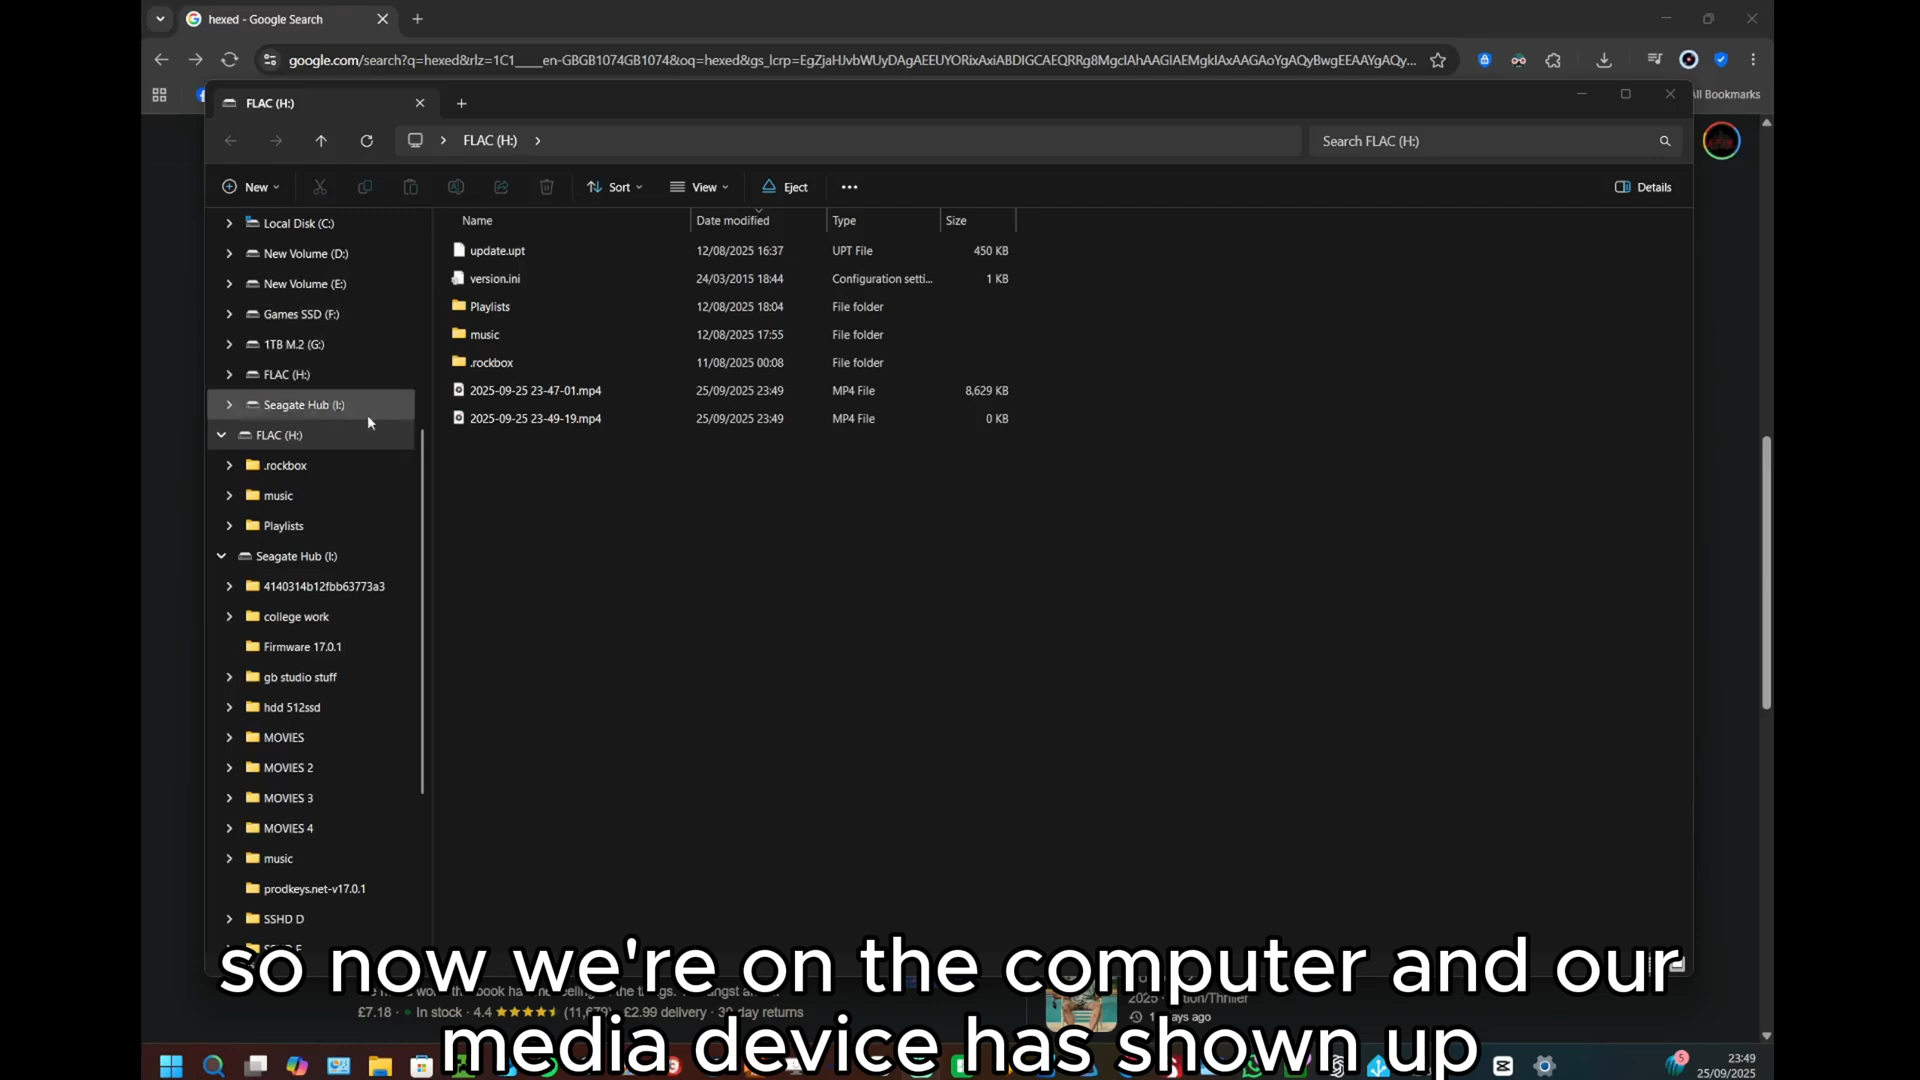 hexed - Google Search
google.com/search?q=hexed&rlz=1C1____en-GBGB1074GB1074&oq=hexed&gs_lcrp=EgZjaHJvbWUyDAgAEEUYORixAxiABDIGCAEQRRg8MgcIAhAAGIAEMgkIAxAAGAoYgAQyBwgEEAAYgAQy...
All Bookmarks
FLAC (H:)
FLAC (H:)
Search FLAC (H:)
New
Sort
View
Eject
Details
Name
Date modified
Type
Size
update.upt
12/08/2025 16:37
UPT File
450 KB
version.ini
24/03/2015 18:44
Configuration setti...
1 KB
Playlists
12/08/2025 18:04
File folder
music
12/08/2025 17:55
File folder
.rockbox
11/08/2025 00:08
File folder
2025-09-25 23-47-01.mp4
25/09/2025 23:49
MP4 File
8,629 KB
2025-09-25 23-49-19.mp4
25/09/2025 23:49
MP4 File
0 KB
Local Disk (C:)
New Volume (D:)
New Volume (E:)
Games SSD (F:)
1TB M.2 (G:)
FLAC (H:)
Seagate Hub (I:)
FLAC (H:)
.rockbox
music
Playlists
Seagate Hub (I:)
4140314b12fbb63773a3
college work
Firmware 17.0.1
gb studio stuff
hdd 512ssd
MOVIES
MOVIES 2
MOVIES 3
MOVIES 4
music
prodkeys.net-v17.0.1
SSHD D
so now we're on the computer and our
media device has shown up
£7.18 · In stock · 4.4
£2.99 delivery
day returns
2025
days ago
5
23:49
25/09/2025